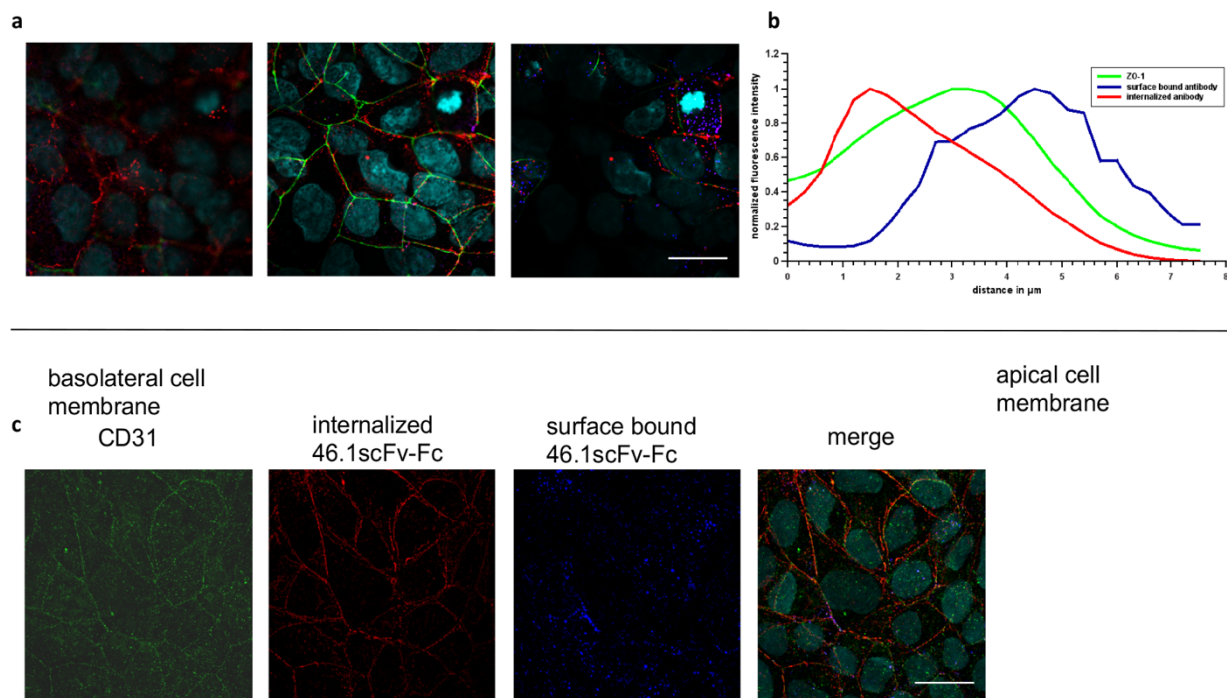 a
b
1.2
1
0.8
0.6
0.4
0.2
0
normalized fluorescence intensity
0 1 2 3 4 5 6 7 8
distance in µm
ZO-1
surface bound antibody
internalized anibody
basolateral cell
membrane
apical cell
membrane
c
CD31
internalized
46.1scFv-Fc
surface bound
46.1scFv-Fc
merge